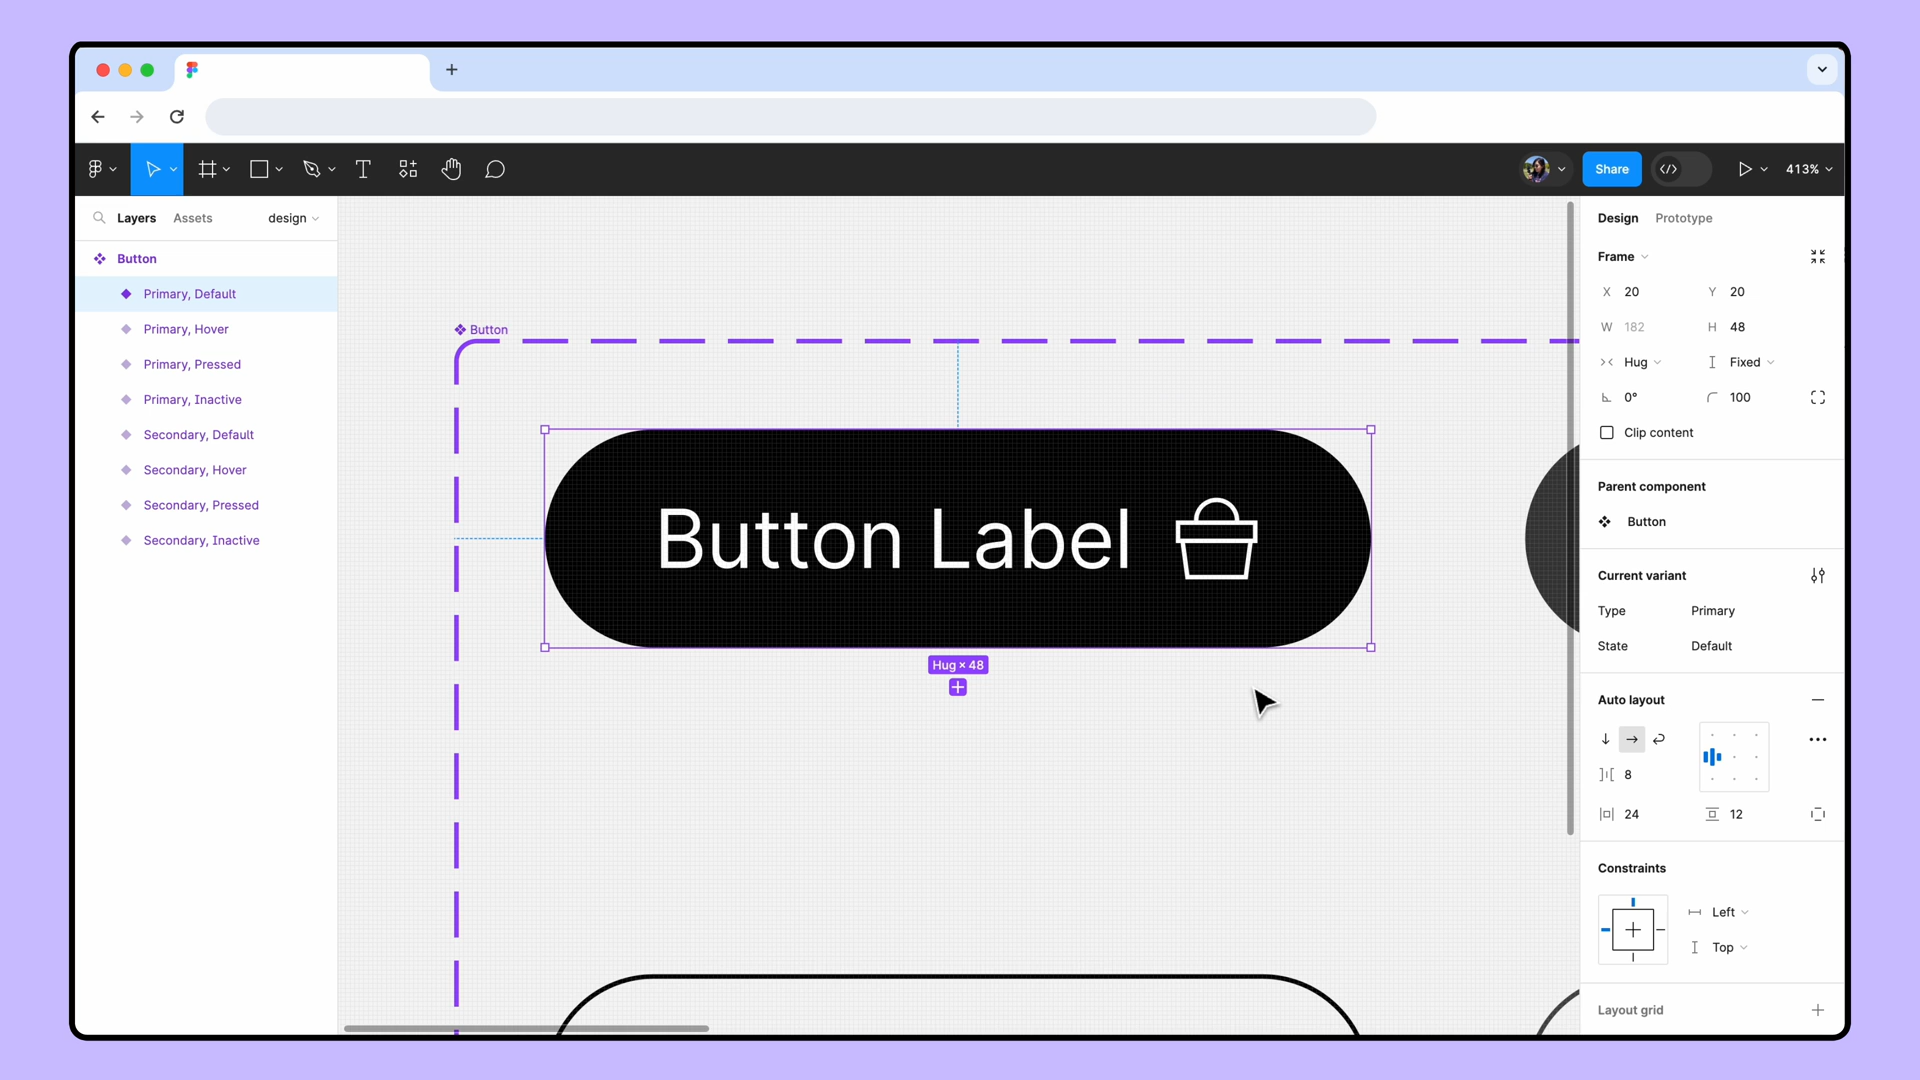 Share
413%
Layers
Assets
design
Button
Primary, Default
Primary, Hover
Primary, Pressed
Primary, Inactive
Secondary, Default
Secondary, Hover
Secondary, Pressed
Secondary, Inactive
Button
Button Label
Hug × 48
Design
Prototype
Frame
X 20
Y 20
W 182
H 48
Hug
Fixed
0°
100
Clip content
Parent component
Button
Current variant
Type Primary
State Default
Auto layout
8
24
12
Constraints
Left
Top
Layout grid